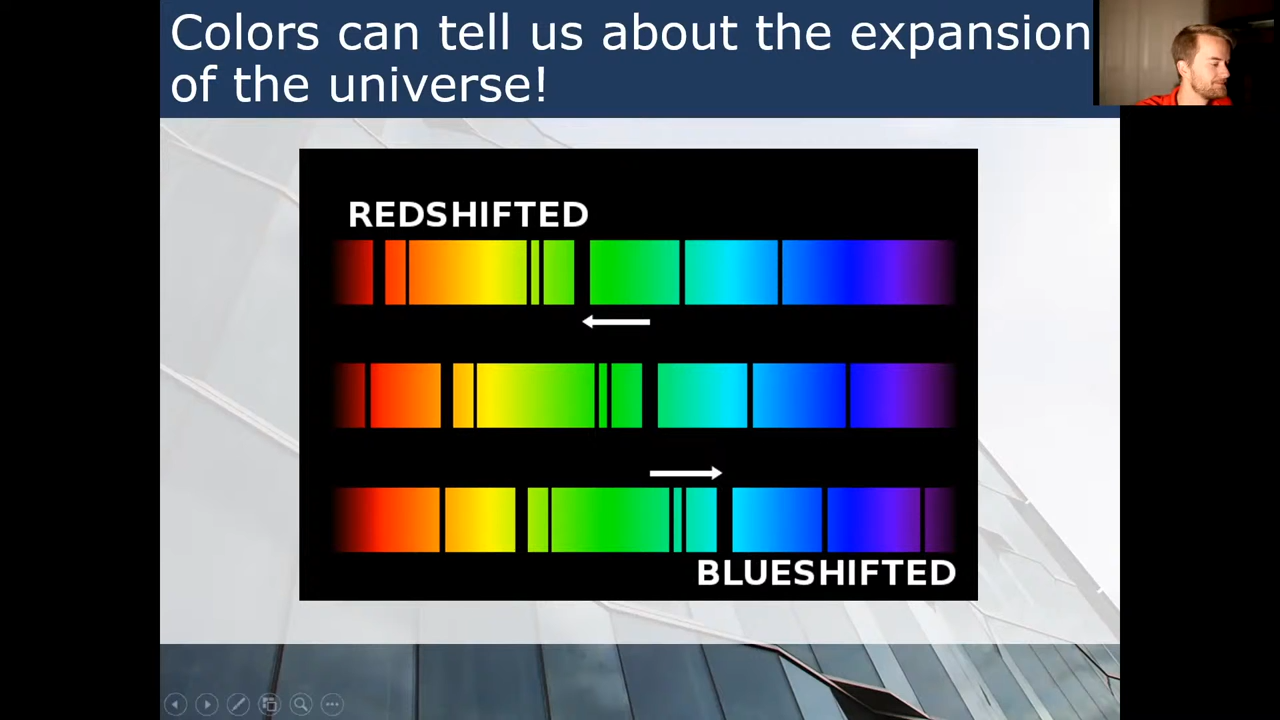 Colors can tell us about the expansion
of the universe!
REDSHIFTED
BLUESHIFTED